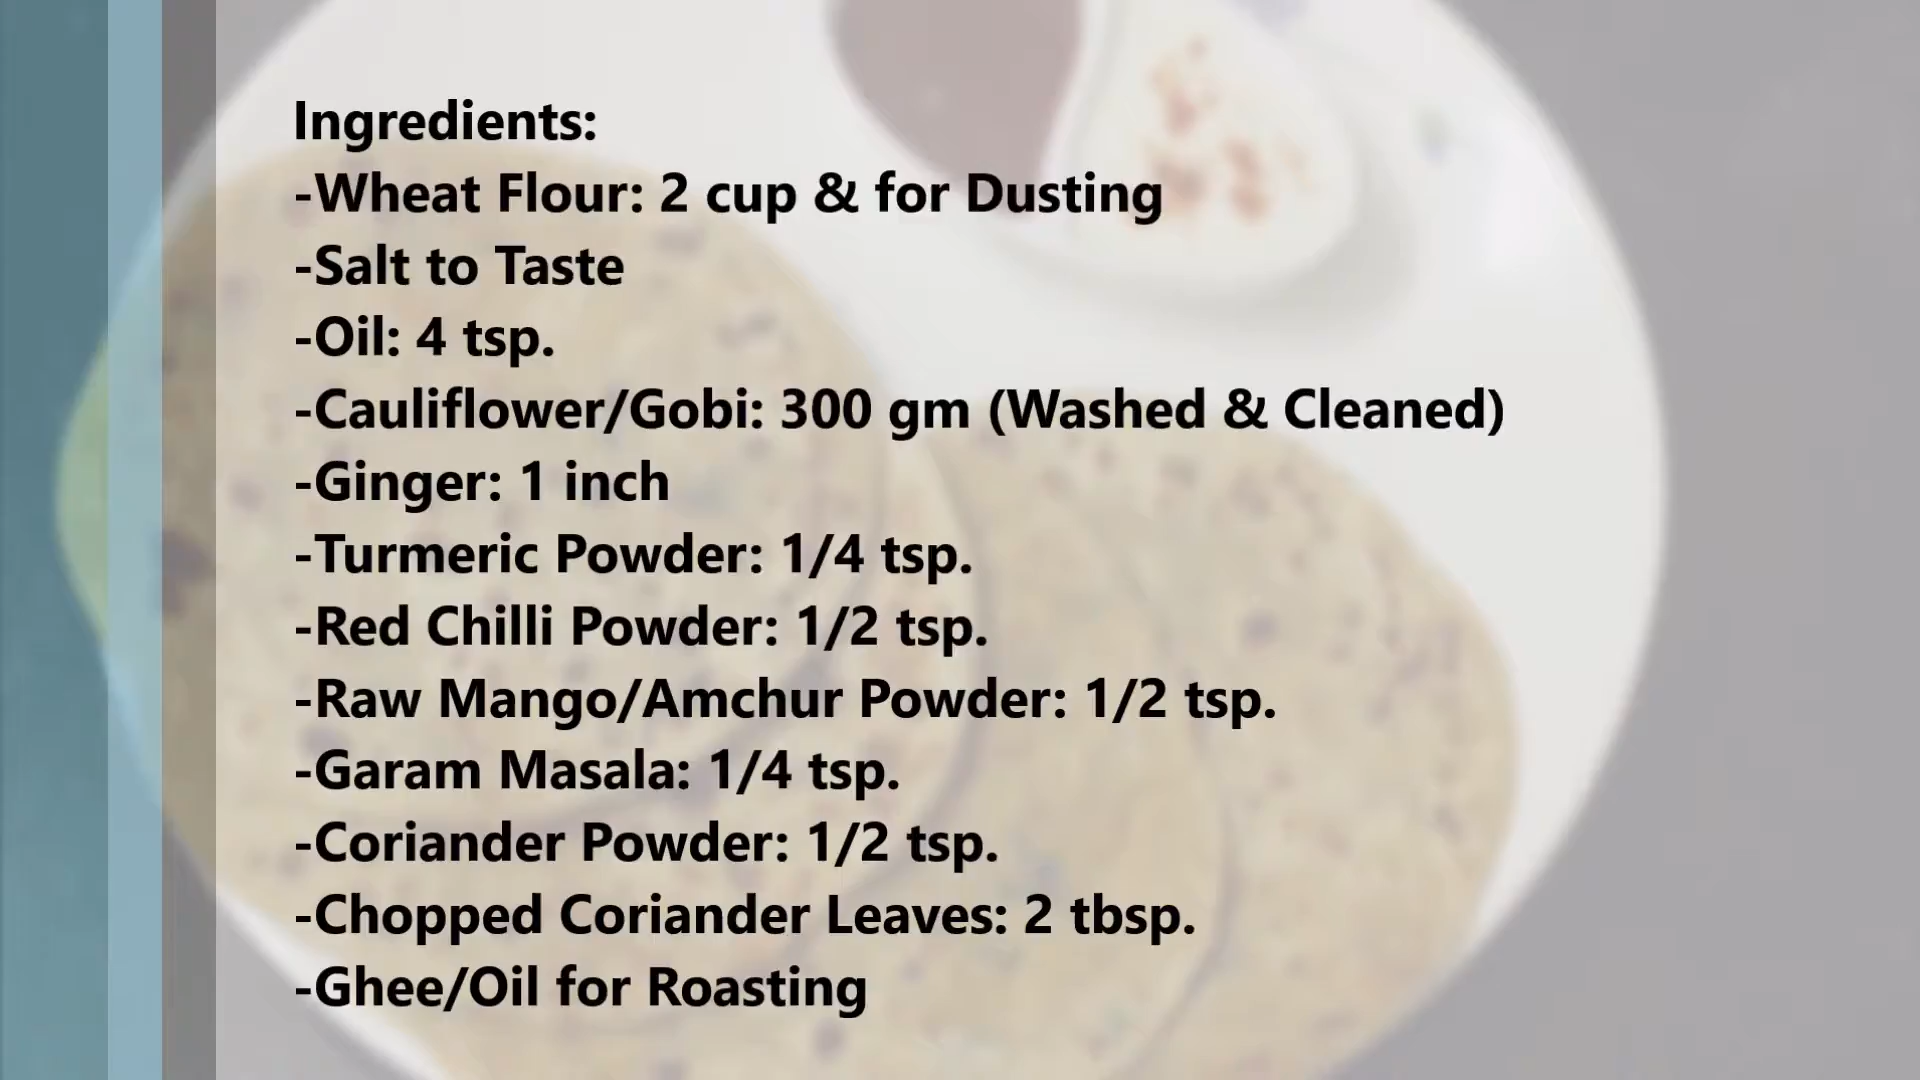 Ingredients:
-Wheat Flour: 2 cup & for Dusting
-Salt to Taste
-Oil: 4 tsp.
-Cauliflower/Gobi: 300 gm (Washed & Cleaned)
-Ginger: 1 inch
-Turmeric Powder: 1/4 tsp.
-Red Chilli Powder: 1/2 tsp.
-Raw Mango/Amchur Powder: 1/2 tsp.
-Garam Masala: 1/4 tsp.
-Coriander Powder: 1/2 tsp.
-Chopped Coriander Leaves: 2 tbsp.
-Ghee/Oil for Roasting